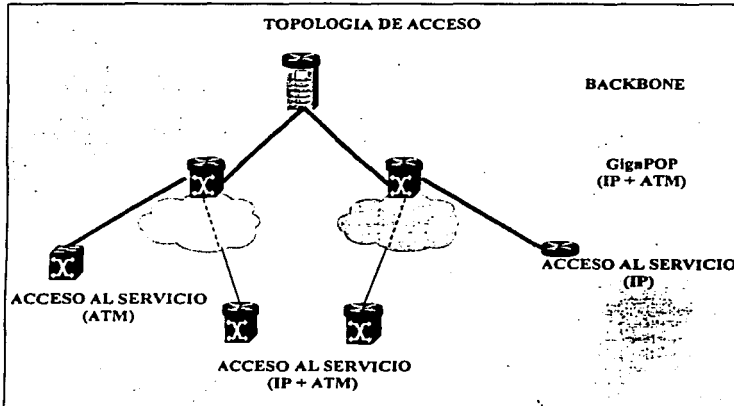 TOPOLOGIA DE ACCESO
BACKBONE
GigaPOP
(IP + ATM)
ACCESO AL SERVICIO
(IP)
ACCESO AL SERVICIO
(ATM)
ACCESO AL SERVICIO
(IP + ATM)